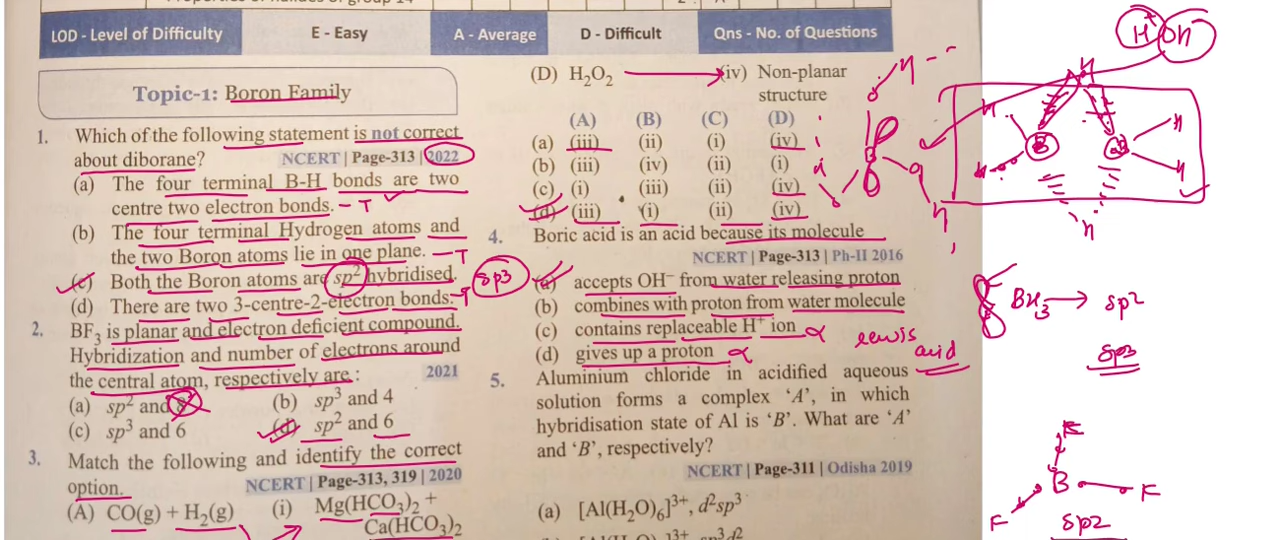 LOD - Level of Difficulty E - Easy A - Average D - Difficult Qns - No. of Questions
Topic-1: Boron Family
1. Which of the following statement is not correct
about diborane? NCERT | Page-313 | 2022
(a) The four terminal B-H bonds are two
centre two electron bonds. – T
(b) The four terminal Hydrogen atoms and
the two Boron atoms lie in one plane. – T
(c) Both the Boron atoms are sp² hybridised. sp3
(d) There are two 3-centre-2-electron bonds. T
2. BF₃ is planar and electron deficient compound.
Hybridization and number of electrons around
the central atom, respectively are : 2021
(a) sp² and 8 (b) sp³ and 4
(c) sp³ and 6 (d) sp² and 6
3. Match the following and identify the correct
option. NCERT | Page-313, 319 | 2020
(A) CO(g) + H₂(g) (i) Mg(HCO₃)₂ +
Ca(HCO₃)₂
(D) H₂O₂ (iv) Non-planar
structure
(A) (B) (C) (D)
(a) (iii) (ii) (i) (iv)
(b) (iii) (iv) (ii) (i)
(c) (i) (iii) (ii) (iv)
(d) (iii) (i) (ii) (iv)
4. Boric acid is an acid because its molecule
NCERT | Page-313 | Ph-II 2016
(a) accepts OH⁻ from water releasing proton
(b) combines with proton from water molecule
(c) contains replaceable H⁺ ion
(d) gives up a proton
lewis
acid
5. Aluminium chloride in acidified aqueous
solution forms a complex ‘A’, in which
hybridisation state of Al is ‘B’. What are ‘A’
and ‘B’, respectively?
NCERT | Page-311 | Odisha 2019
(a) [Al(H₂O)₆]³⁺, d²sp³
H⁺ OH
B
BH₃ → sp2
sp3
F
B F
F
sp2